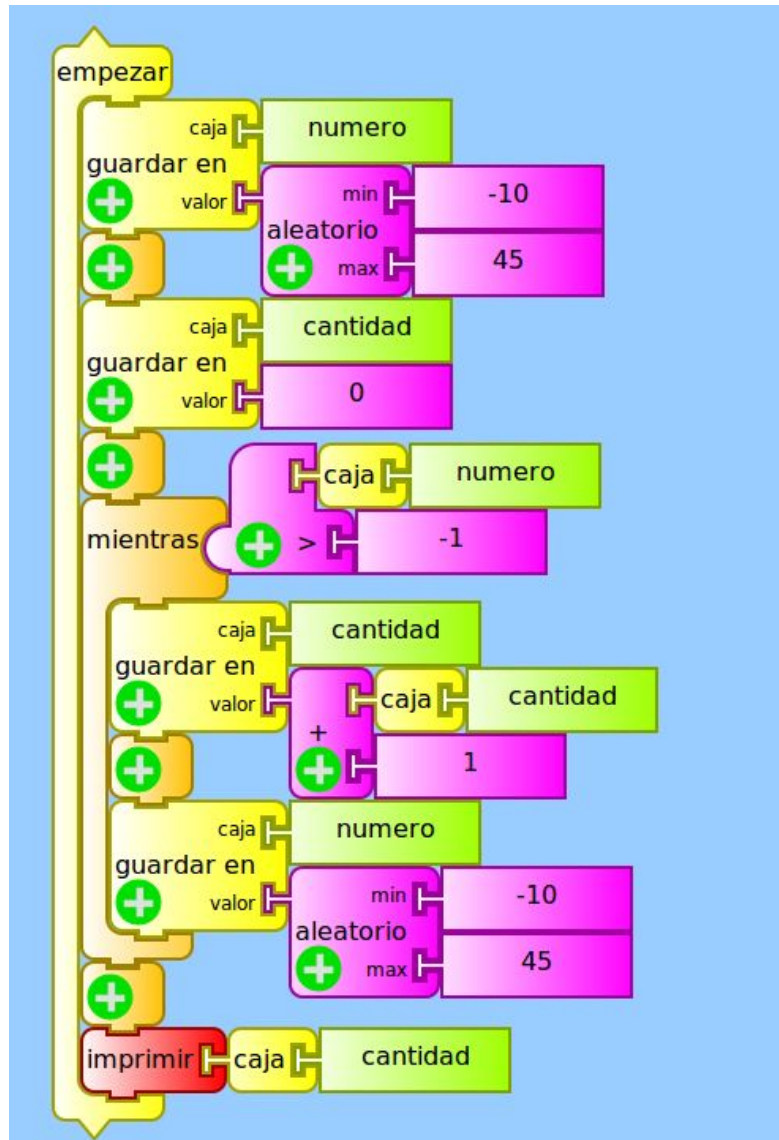 empezar
caja numero
guardar en
valor min -10
aleatorio
max 45
caja cantidad
guardar en
valor 0
caja numero
mientras > -1
caja cantidad
guardar en
valor caja cantidad
+
1
caja numero
guardar en
valor min -10
aleatorio
max 45
imprimir caja cantidad